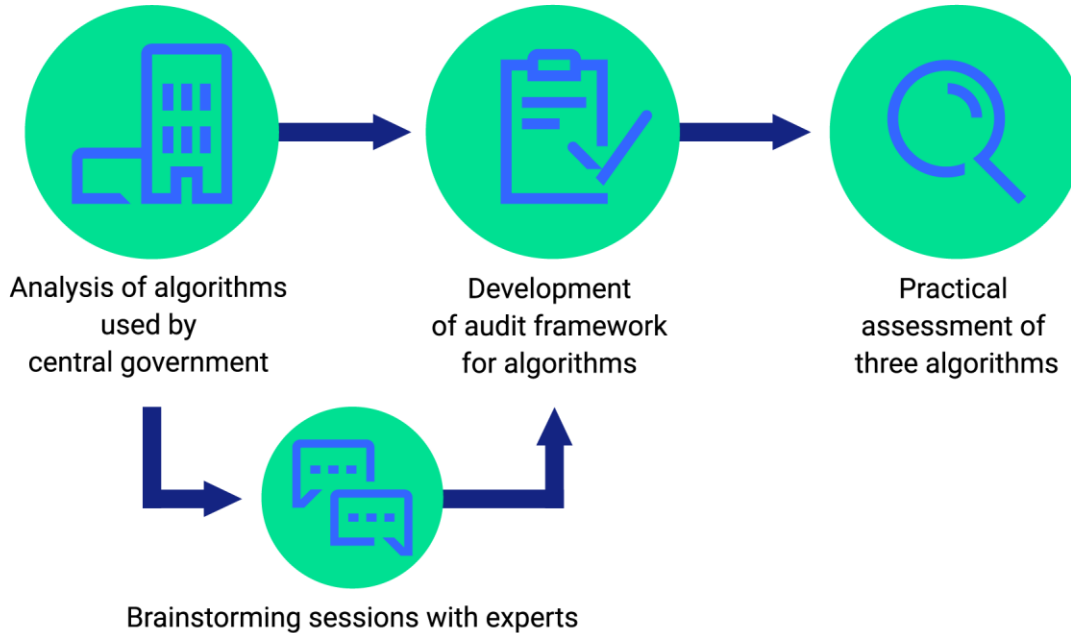 Analysis of algorithms
used by
central government
Development
of audit framework
for algorithms
Practical
assessment of
three algorithms
Brainstorming sessions with experts